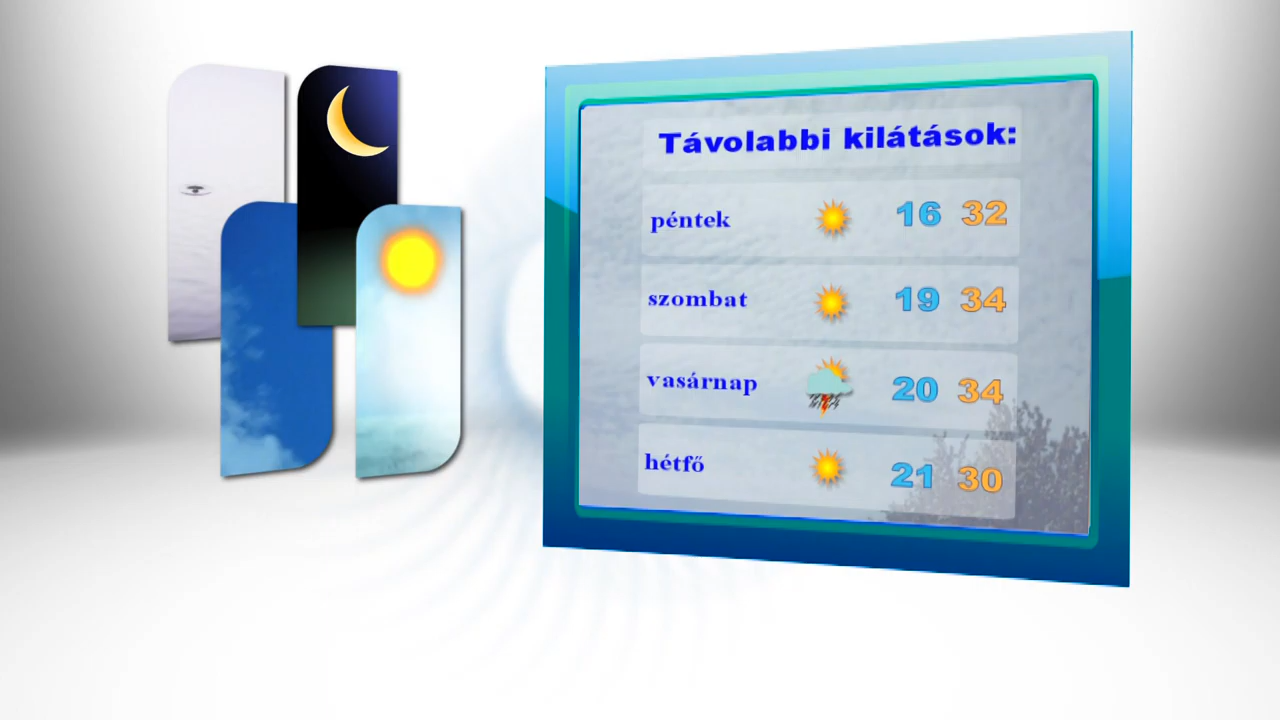 Távolabbi kilátások:
péntek 16 32
szombat 19 34
vasárnap 20 34
hétfő 21 30